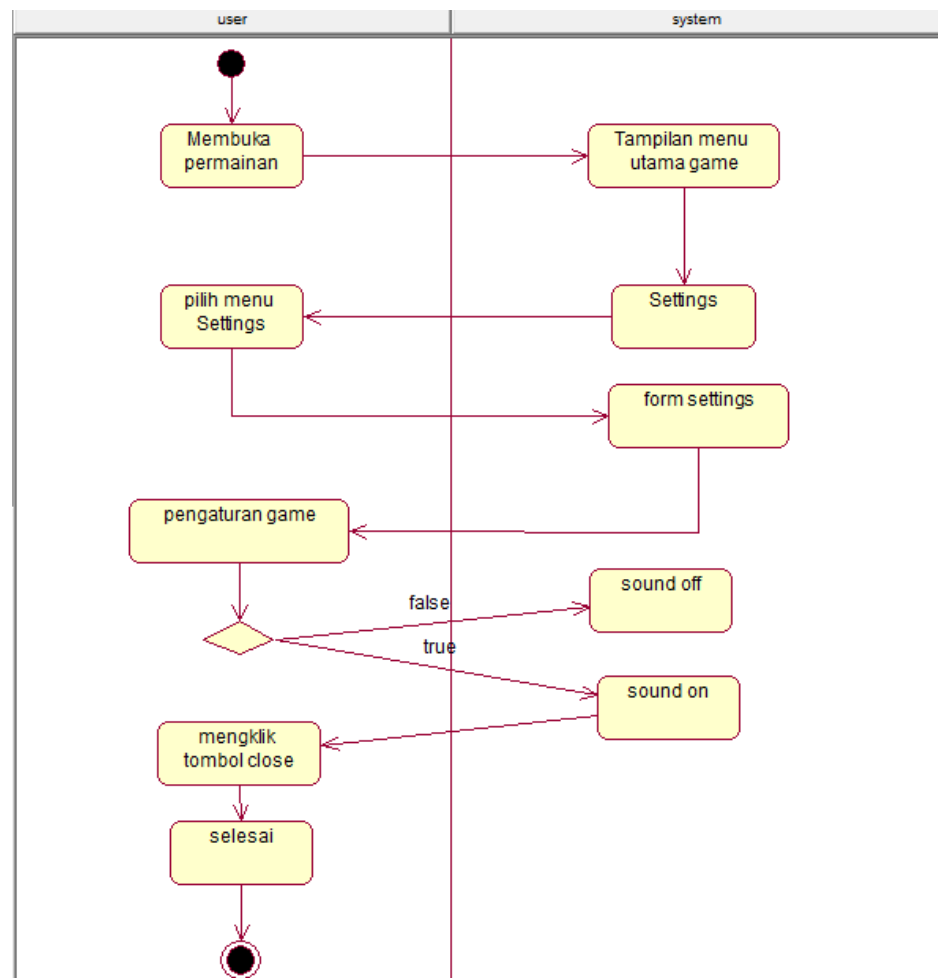 user
system
Membuka
permainan
Tampilan menu
utama game
Settings
pilih menu
Settings
form settings
pengaturan game
false
sound off
true
sound on
mengklik
tombol close
selesai